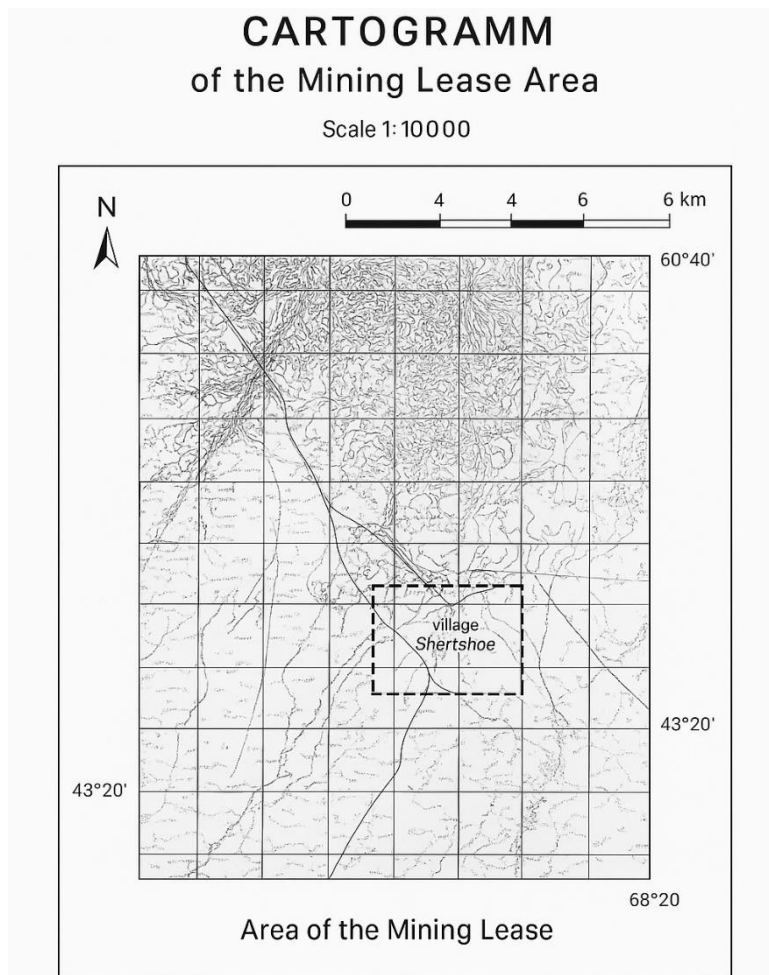 CARTOGRAMM
of the Mining Lease Area
Scale 1:10000
N
0 4 4 6 6 km
60°40'
village
Shertshoe
43°20'
43°20'
68°20
Area of the Mining Lease